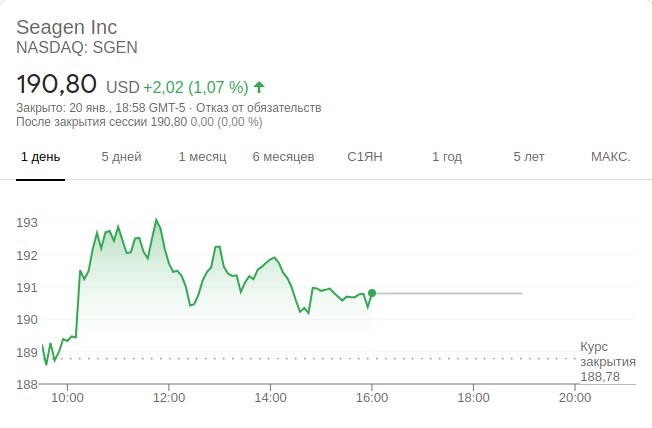 Seagen Inc
NASDAQ: SGEN
190,80 USD +2,02 (1,07 %)
Закрыто: 20 янв., 18:58 GMT-5 · Отказ от обязательств
После закрытия сессии 190,80 0,00 (0,00 %)
1 день 5 дней 1 месяц 6 месяцев С1ЯН 1 год 5 лет МАКС.
193
192
191
190
189
188
Курс
закрытия
188,78
10:00 12:00 14:00 16:00 18:00 20:00